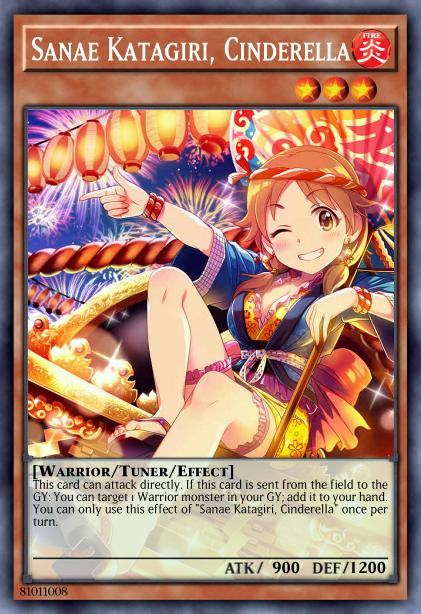 Sanae Katagiri, Cinderella
FIRE
炎
[Warrior/Tuner/Effect]
This card can attack directly. If this card is sent from the field to the
GY: You can target 1 Warrior monster in your GY; add it to your hand.
You can only use this effect of "Sanae Katagiri, Cinderella" once per
turn.
ATK/ 900 DEF/1200
81011008